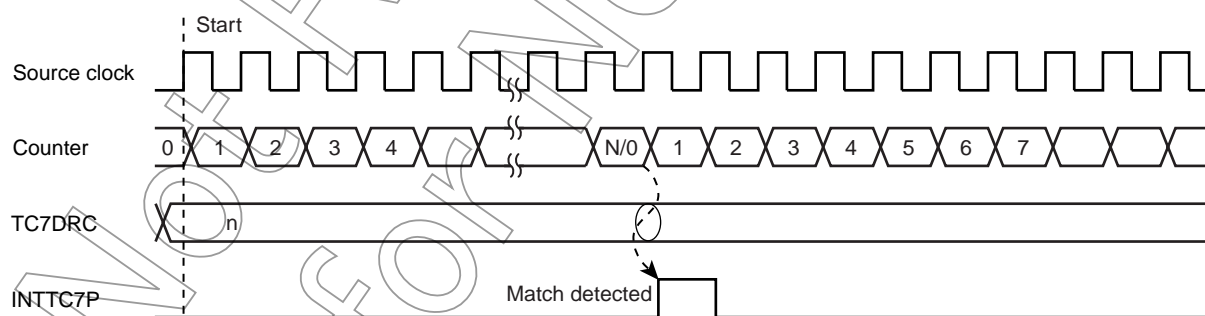 Start
Source clock
Counter 0 1 2 3 4 N/0 1 2 3 4 5 6 7
TC7DRC n
INTTC7P Match detected